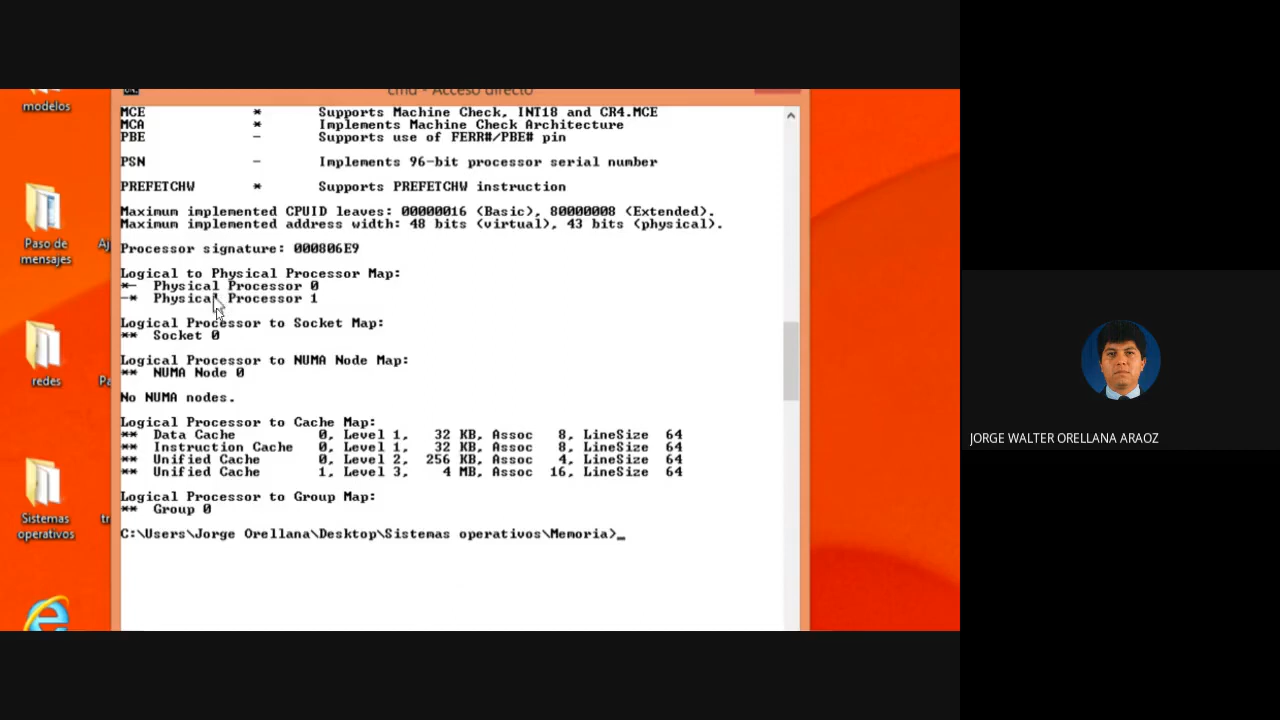 cmd - Acceso directo
modelos
MCE * Supports Machine Check, INT18 and CR4.MCE
MCA * Implements Machine Check Architecture
PBE - Supports use of FERR#/PBE# pin
PSN - Implements 96-bit processor serial number
PREFETCHW * Supports PREFETCHW instruction
Maximum implemented CPUID leaves: 00000016 (Basic), 80000008 (Extended).
Maximum implemented address width: 48 bits (virtual), 43 bits (physical).
Processor signature: 000806E9
Logical to Physical Processor Map:
*- Physical Processor 0
-* Physical Processor 1
Logical Processor to Socket Map:
** Socket 0
Logical Processor to NUMA Node Map:
** NUMA Node 0
No NUMA nodes.
Logical Processor to Cache Map:
** Data Cache 0, Level 1, 32 KB, Assoc 8, LineSize 64
** Instruction Cache 0, Level 1, 32 KB, Assoc 8, LineSize 64
** Unified Cache 0, Level 2, 256 KB, Assoc 4, LineSize 64
** Unified Cache 1, Level 3, 4 MB, Assoc 16, LineSize 64
Logical Processor to Group Map:
** Group 0
C:\Users\Jorge Orellana\Desktop\Sistemas operativos\Memoria>_
Paso de
mensajes
Aj
redes
Pa
Sistemas
operativos
tr
JORGE WALTER ORELLANA ARAOZ